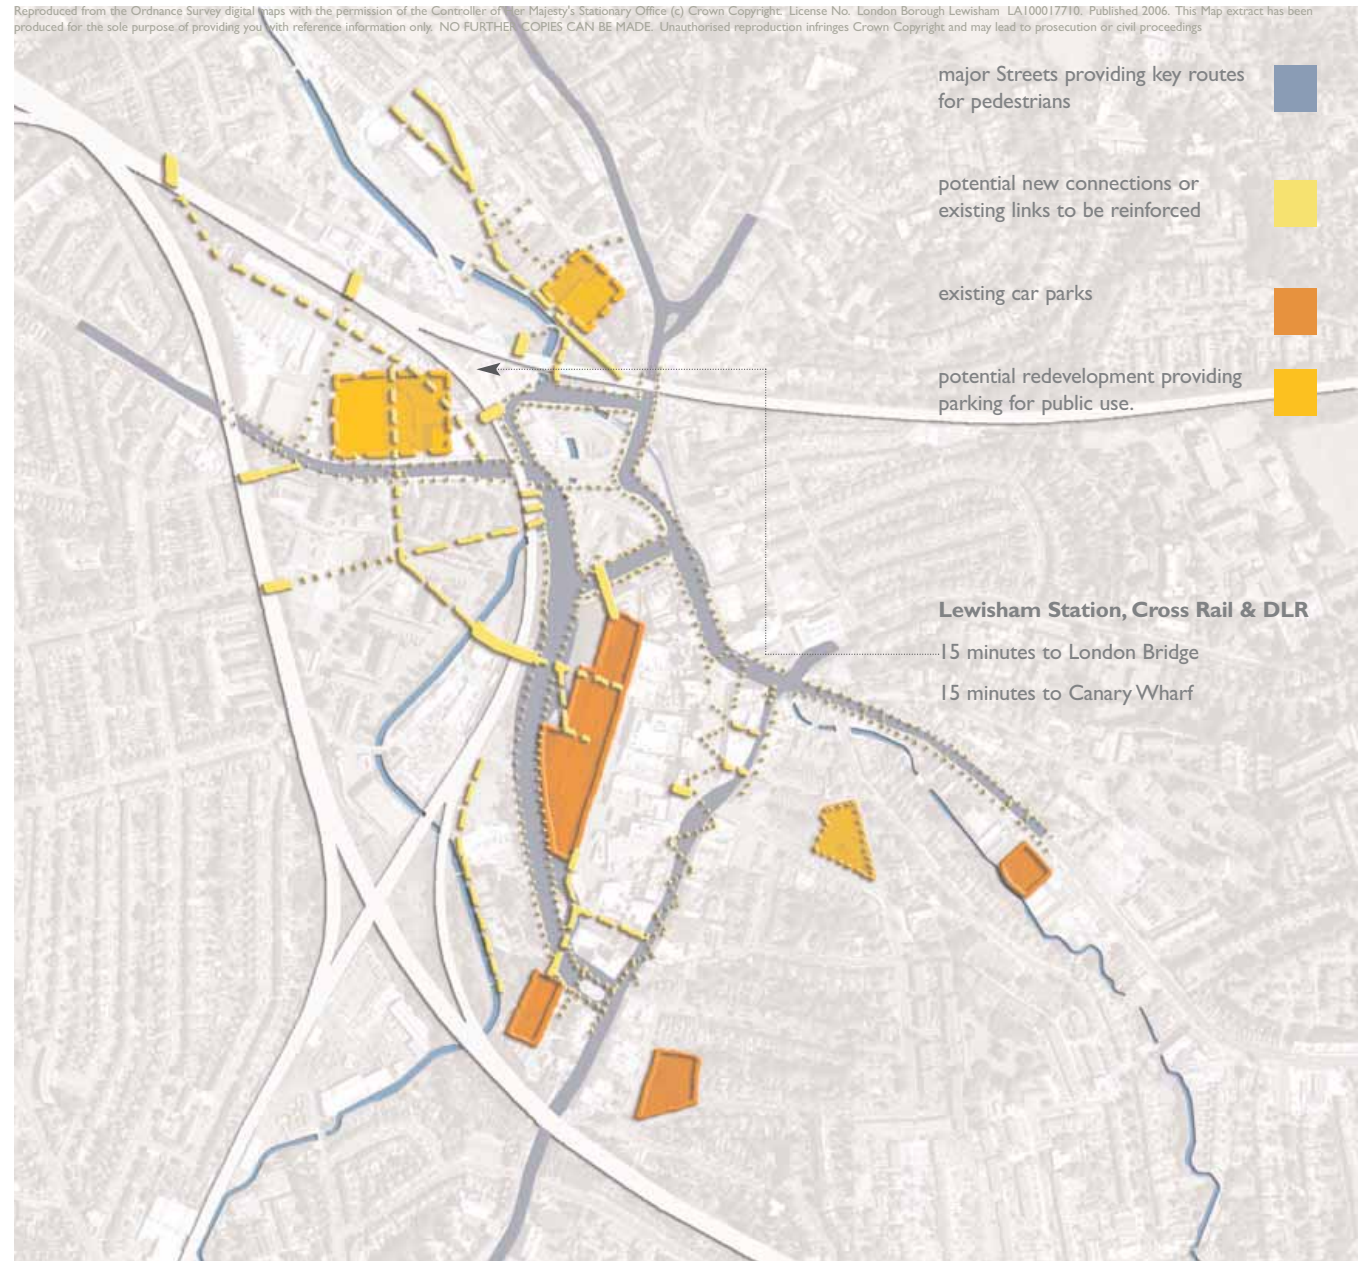 Reproduced from the Ordnance Survey digital maps with the permission of the Controller of Her Majesty's Stationary Office (c) Crown Copyright. License No. London Borough Lewisham LA100017710. Published 2006. This Map extract has been
produced for the sole purpose of providing you with reference information only. NO FURTHER COPIES CAN BE MADE. Unauthorised reproduction infringes Crown Copyright and may lead to prosecution or civil proceedings
major Streets providing key routes
for pedestrians
potential new connections or
existing links to be reinforced
existing car parks
potential redevelopment providing
parking for public use.
Lewisham Station, Cross Rail & DLR
15 minutes to London Bridge
15 minutes to Canary Wharf